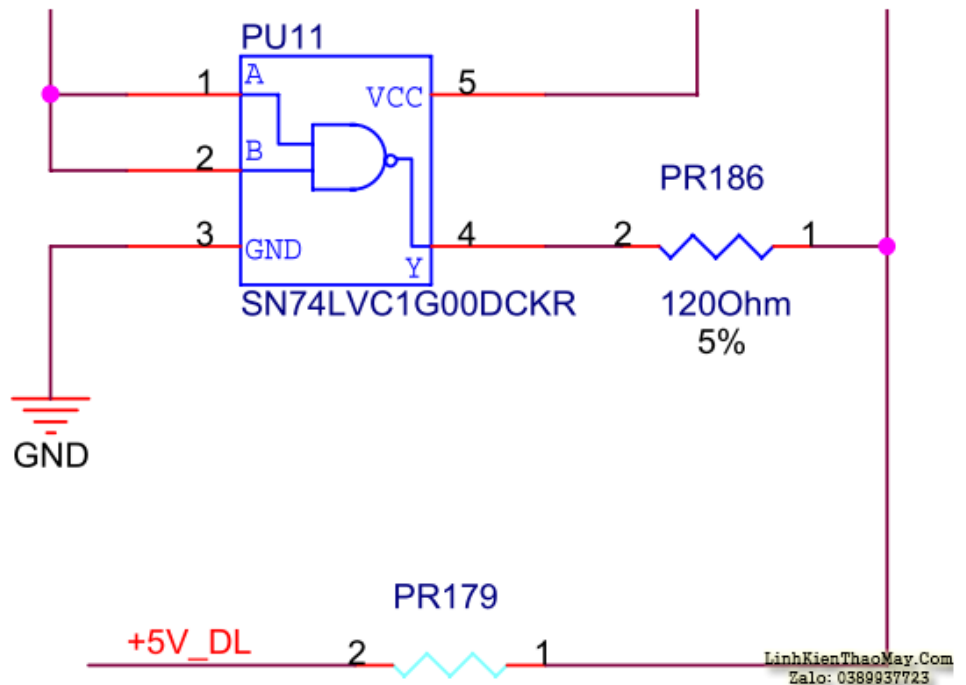 PU11
1
A
VCC
5
2
B
PR186
3
GND
4
Y
2
1
SN74LVC1G00DCKR
120Ohm
5%
GND
PR179
+5V_DL
2
1
LinhKienThaoMay.Com
Zalo: 0389937723